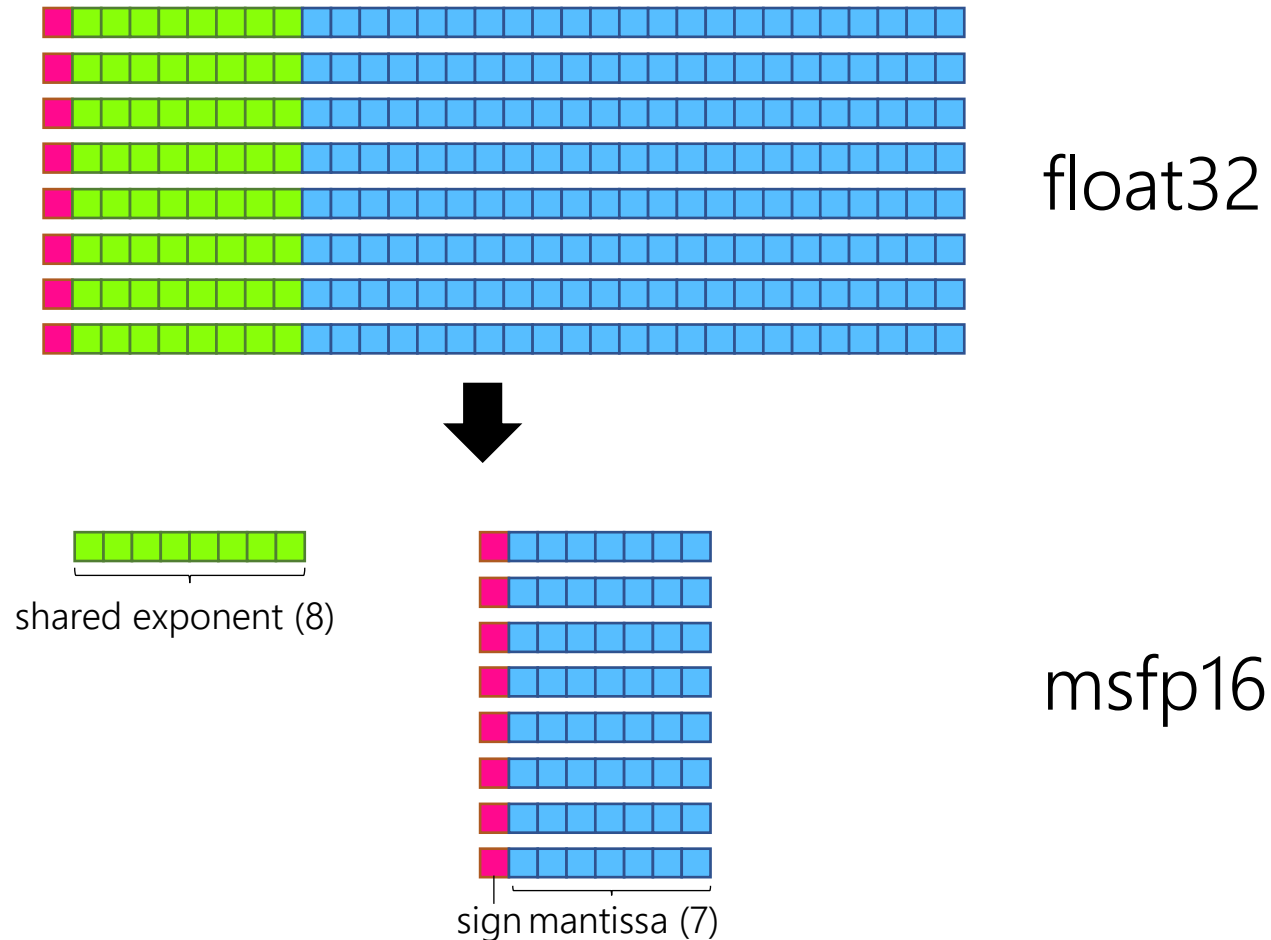 float32
shared exponent (8)
msfp16
sign mantissa (7)